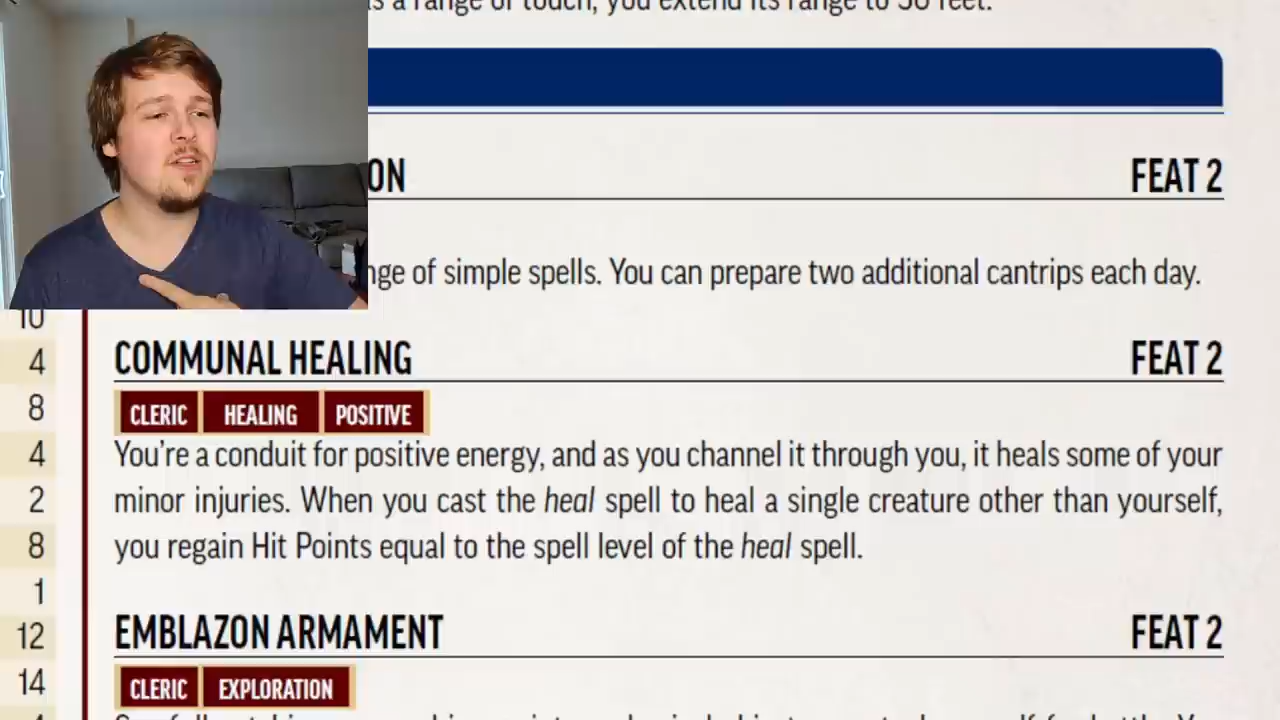 a range of touch, you extend its range to 30 feet.
ON FEAT 2
nge of simple spells. You can prepare two additional cantrips each day.
10
4 COMMUNAL HEALING FEAT 2
8 CLERIC HEALING POSITIVE
4 You're a conduit for positive energy, and as you channel it through you, it heals some of your
2 minor injuries. When you cast the heal spell to heal a single creature other than yourself,
8 you regain Hit Points equal to the spell level of the heal spell.
1
12 EMBLAZON ARMAMENT FEAT 2
14 CLERIC EXPLORATION